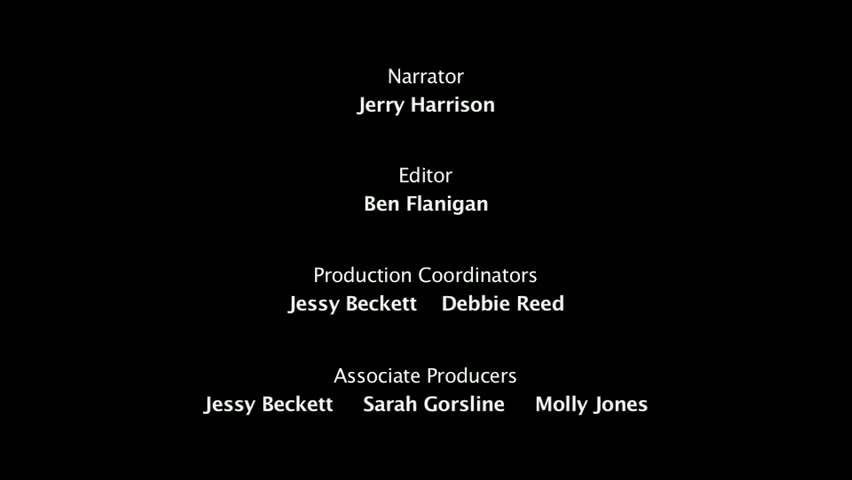 Narrator
Jerry Harrison
Editor
Ben Flanigan
Production Coordinators
Jessy Beckett Debbie Reed
Associate Producers
Jessy Beckett Sarah Gorsline Molly Jones